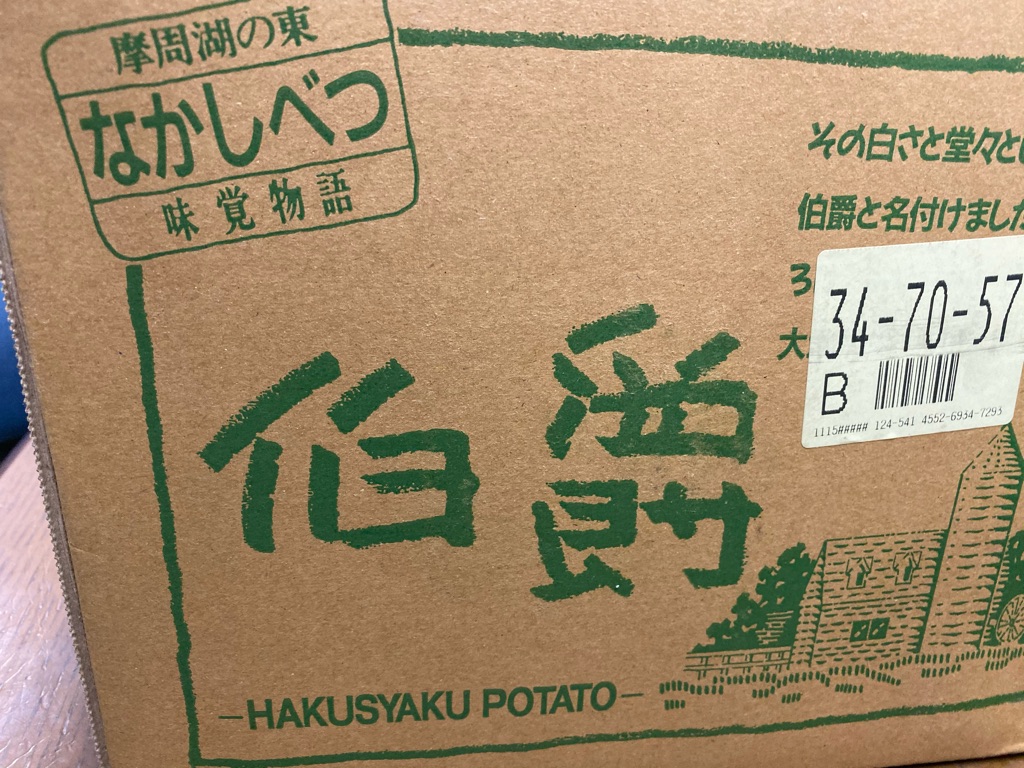 摩周湖の東
なかしべつ
味覚物語
その白さと堂々と
伯爵と名付けました
34-70-57
B
1115##### 124-541 4552-6934-7293
伯爵
-HAKUSYAKU POTATO-